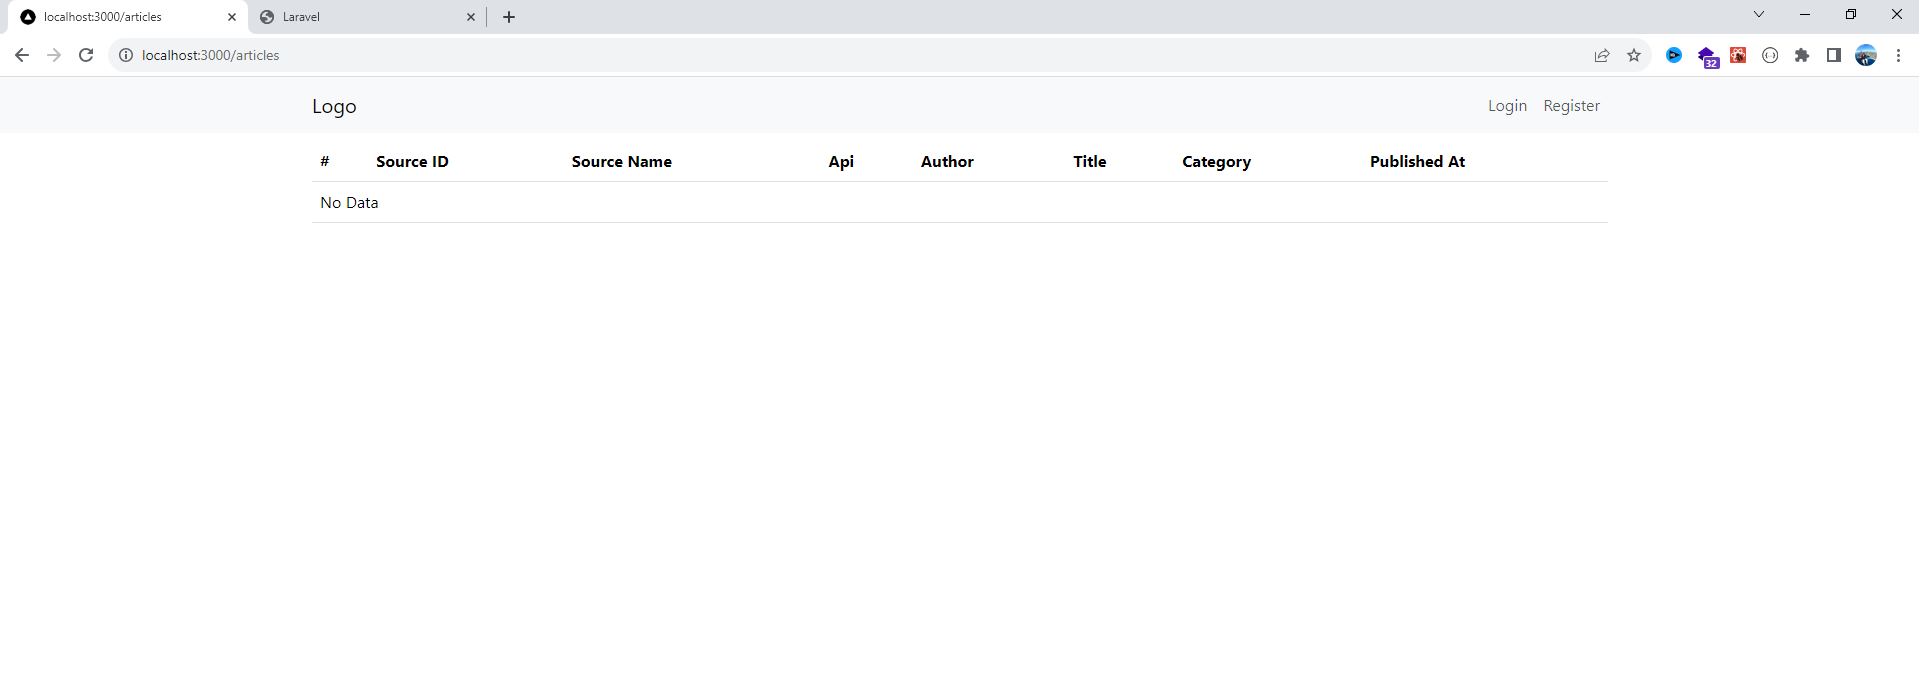 localhost:3000/articles
Laravel
localhost:3000/articles
32
Logo
Login Register
# Source ID Source Name Api Author Title Category Published At
No Data